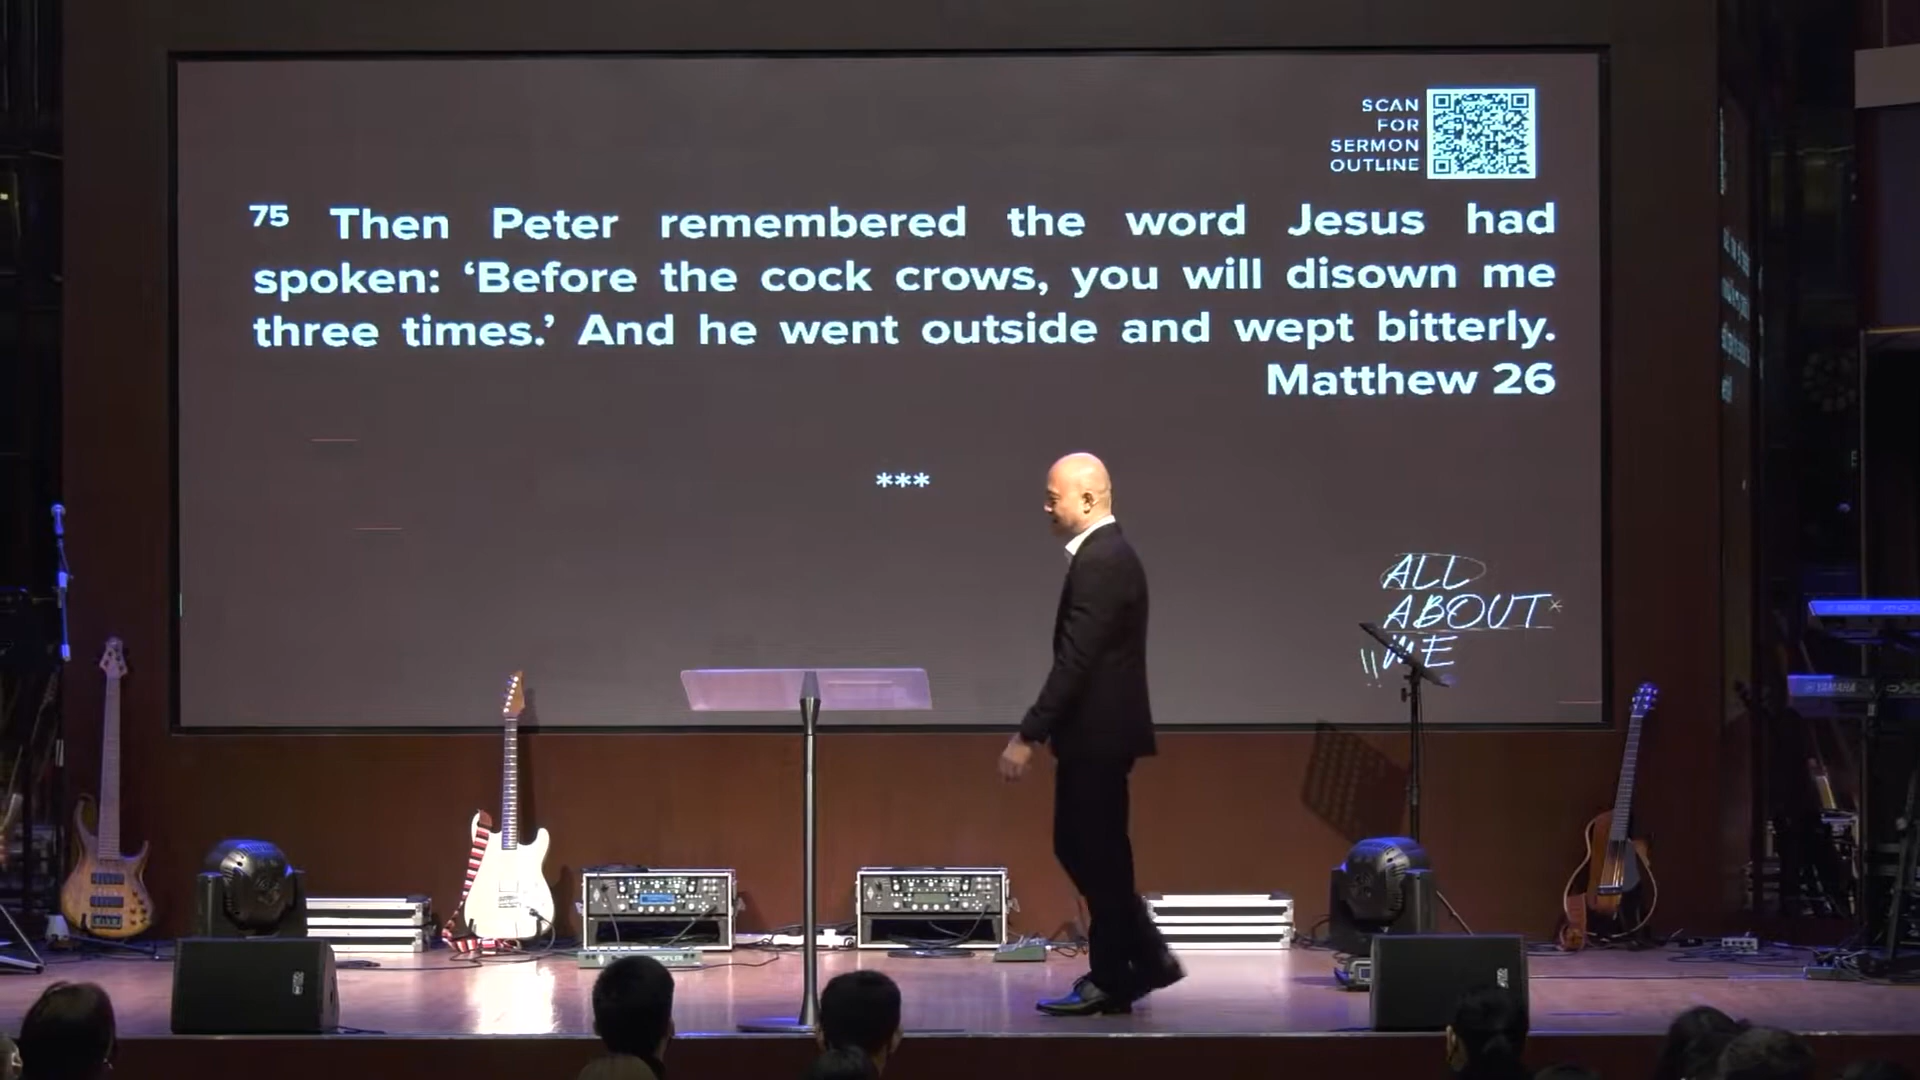 SCAN
FOR
SERMON
OUTLINE
75 Then Peter remembered the word Jesus had
spoken: ‘Before the cock crows, you will disown me
three times.’ And he went outside and wept bitterly.
Matthew 26
***
ALL
ABOUT*
ME
YAMAHA